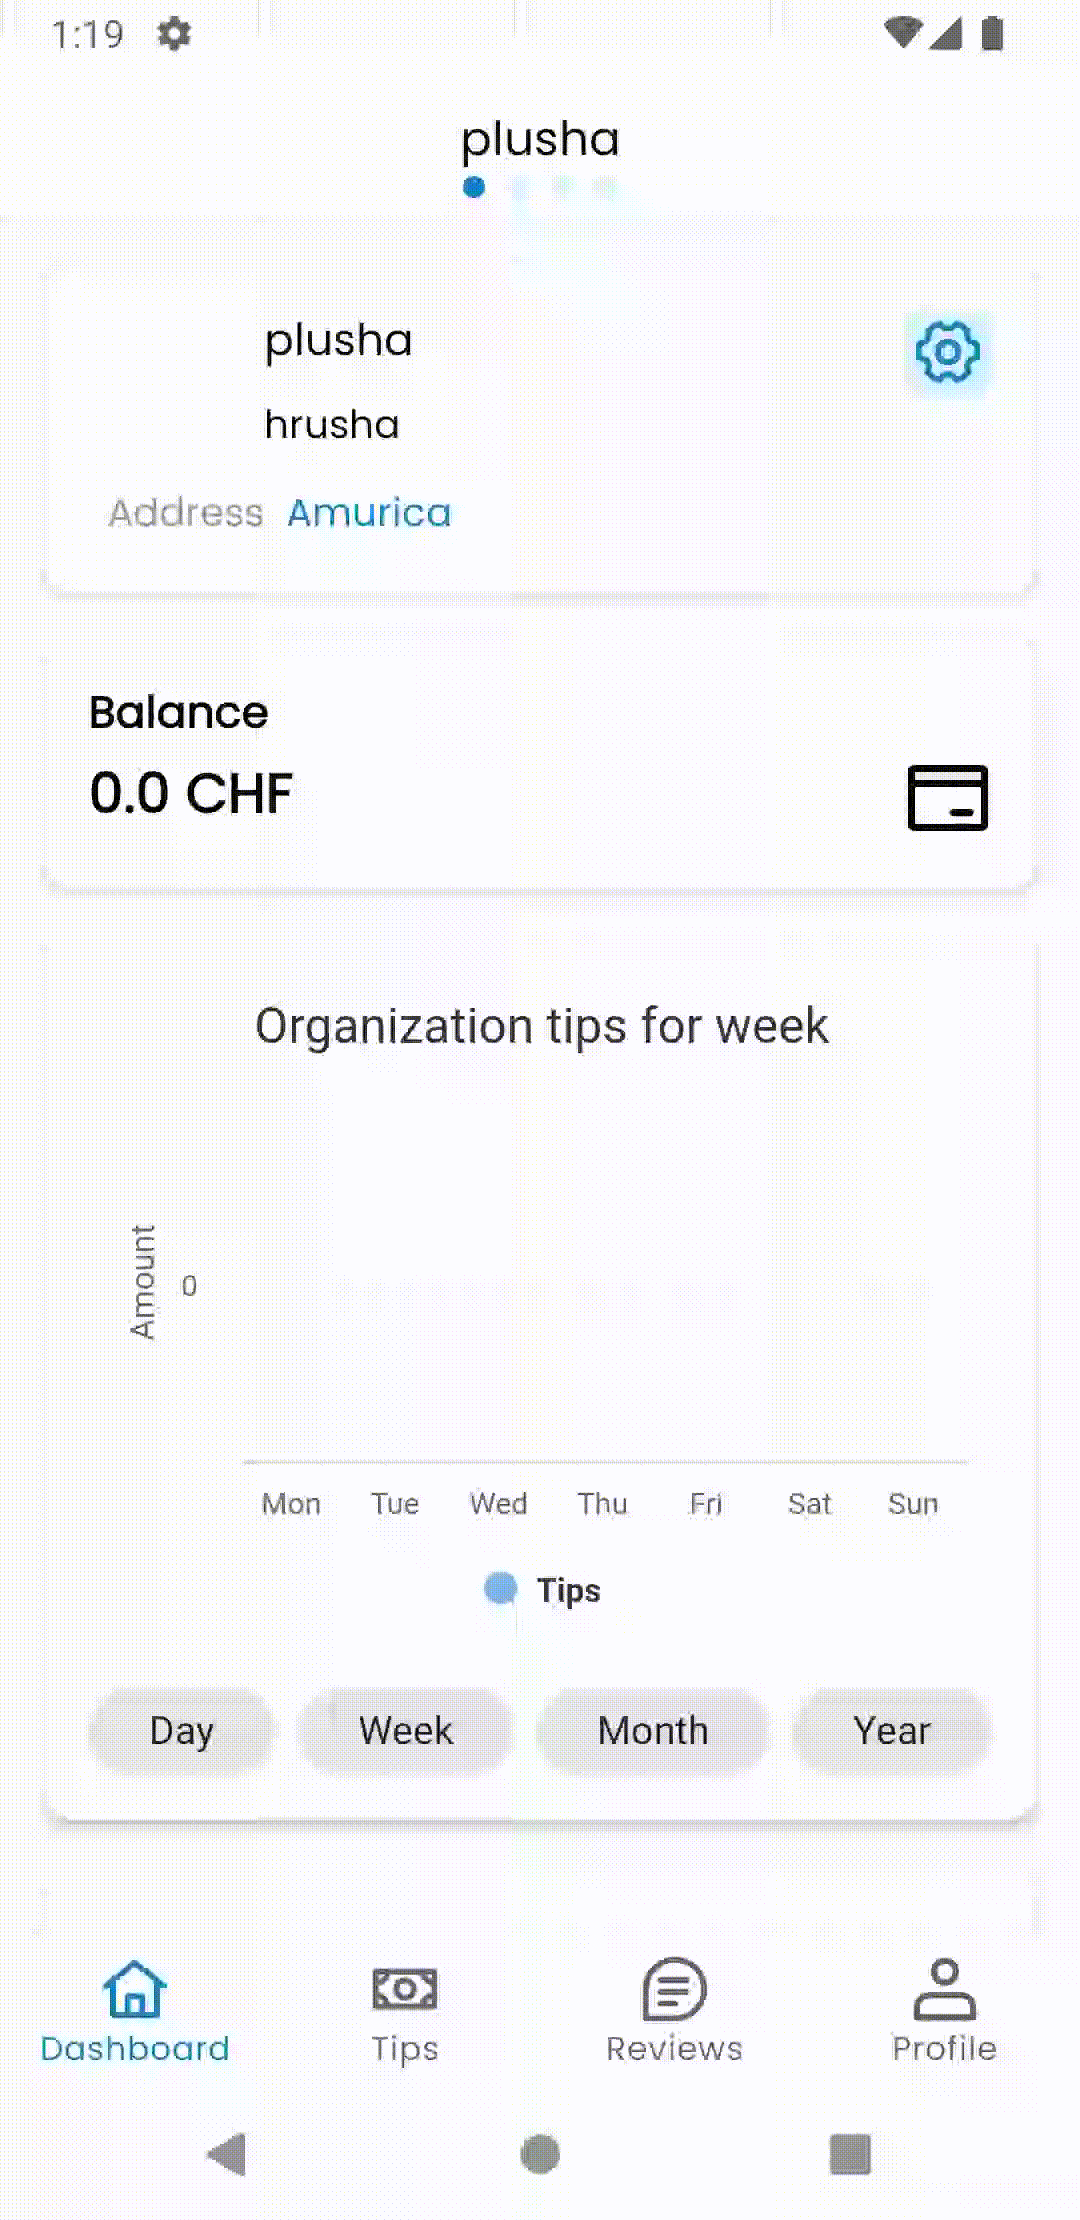 1:19
plusha
plusha
hrusha
Address Amurica
Balance
0.0 CHF
Organization tips for week
Amount
0
Mon Tue Wed Thu Fri Sat Sun
Tips
Day Week Month Year
Dashboard Tips Reviews Profile